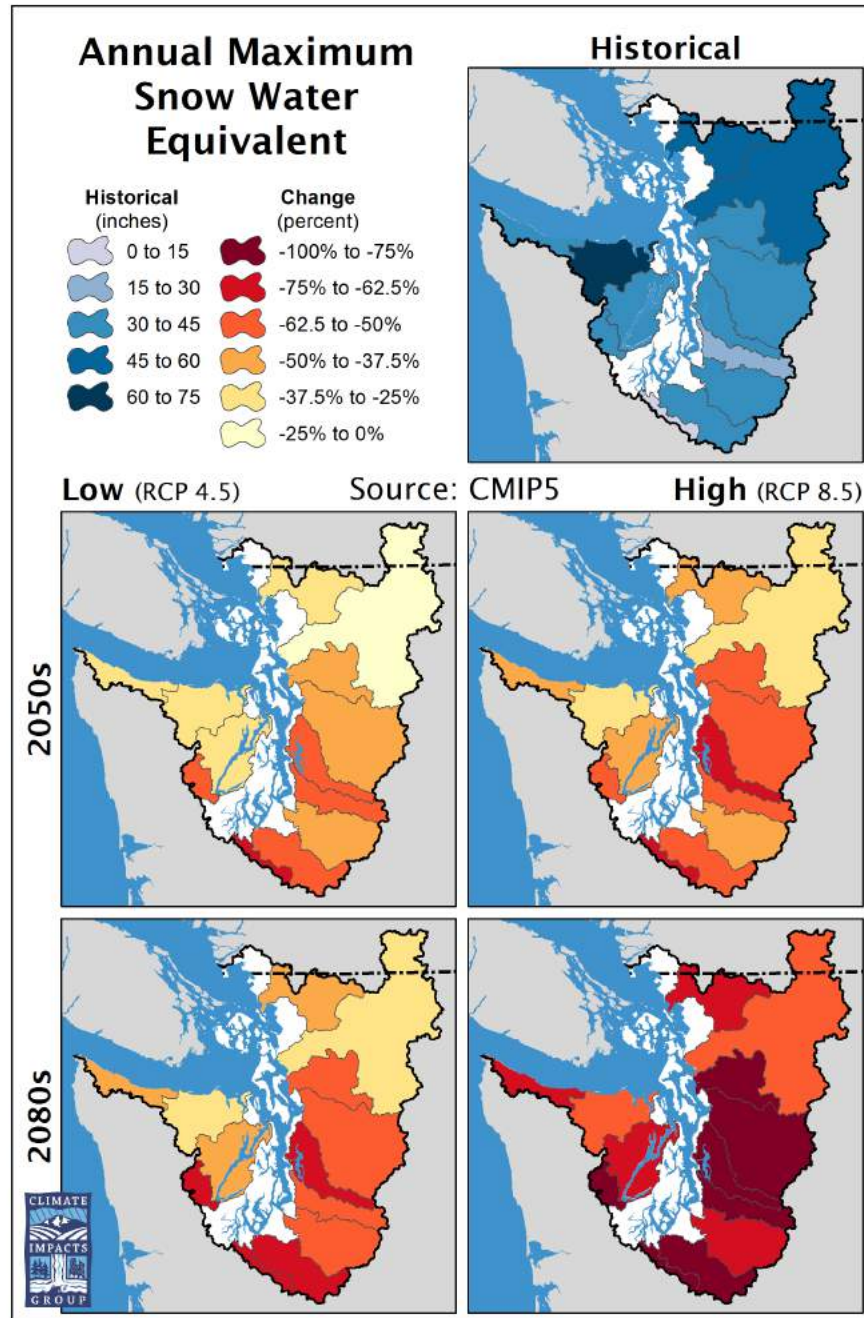 Annual Maximum
Snow Water
Equivalent
Historical
(inches)
0 to 15
15 to 30
30 to 45
45 to 60
60 to 75
Change
(percent)
-100% to -75%
-75% to -62.5%
-62.5 to -50%
-50% to -37.5%
-37.5% to -25%
-25% to 0%
Historical
Low (RCP 4.5) Source: CMIP5 High (RCP 8.5)
2050s
2080s
CLIMATE
IMPACTS
GROUP